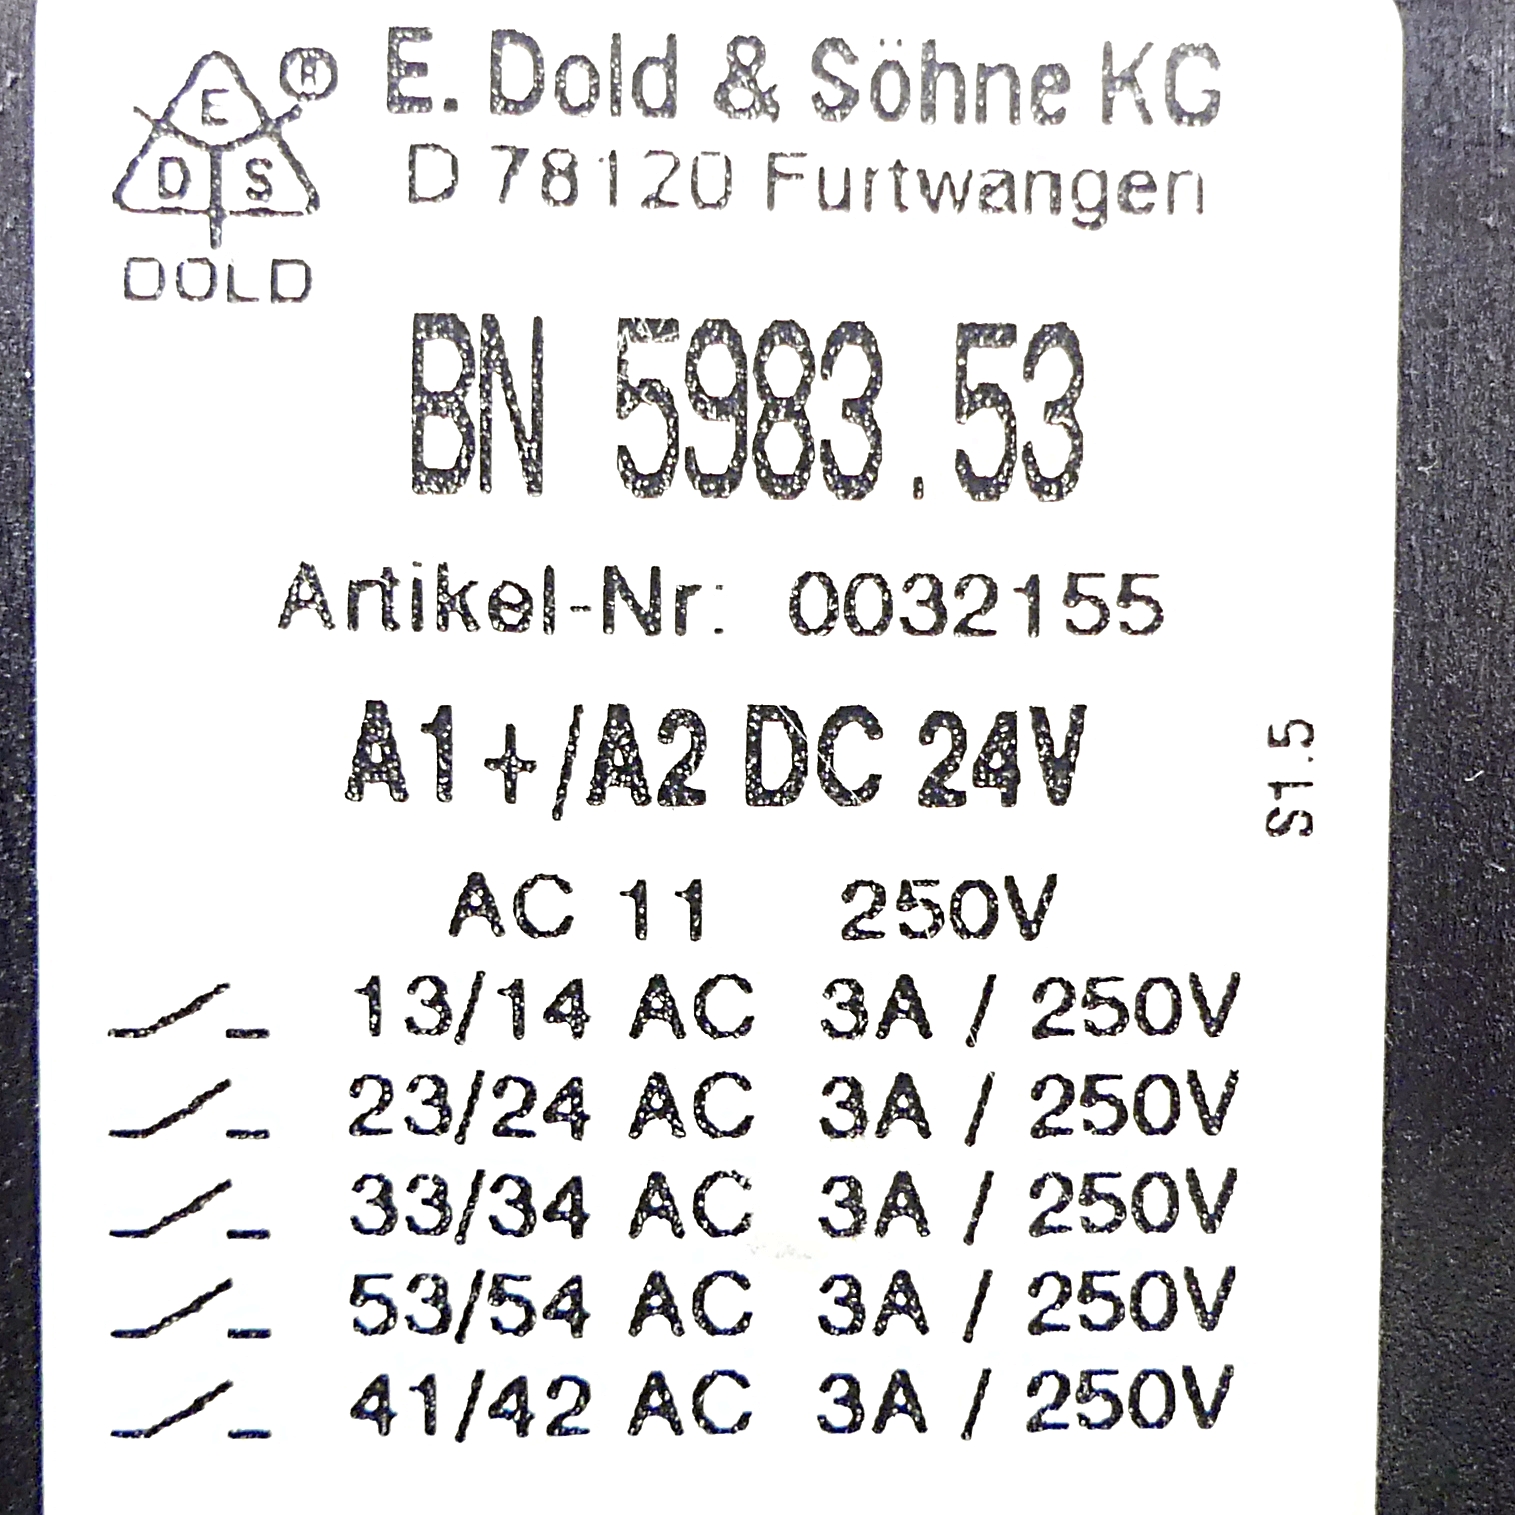 E
D S
DOLD
®
E. Dold & Söhne KG
D 78120 Furtwangen
BN 5983.53
Artikel-Nr: 0032155
A1+/A2 DC 24V
S1.5
AC 11 250V
13/14 AC 3A / 250V
23/24 AC 3A / 250V
33/34 AC 3A / 250V
53/54 AC 3A / 250V
41/42 AC 3A / 250V